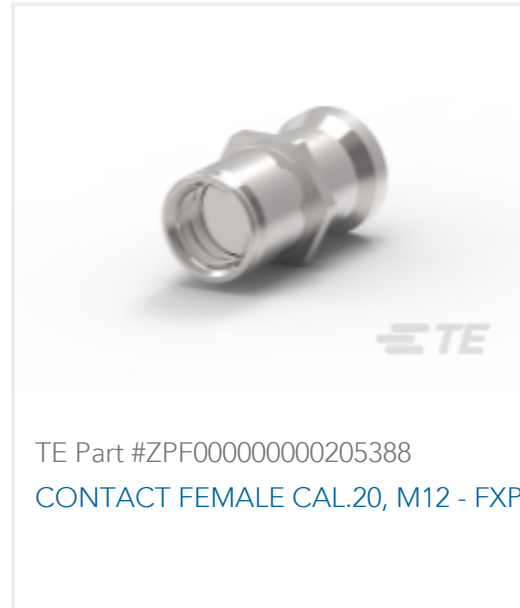 TE
TE Part #ZPF000000000205388
CONTACT FEMALE CAL.20, M12 - FXP